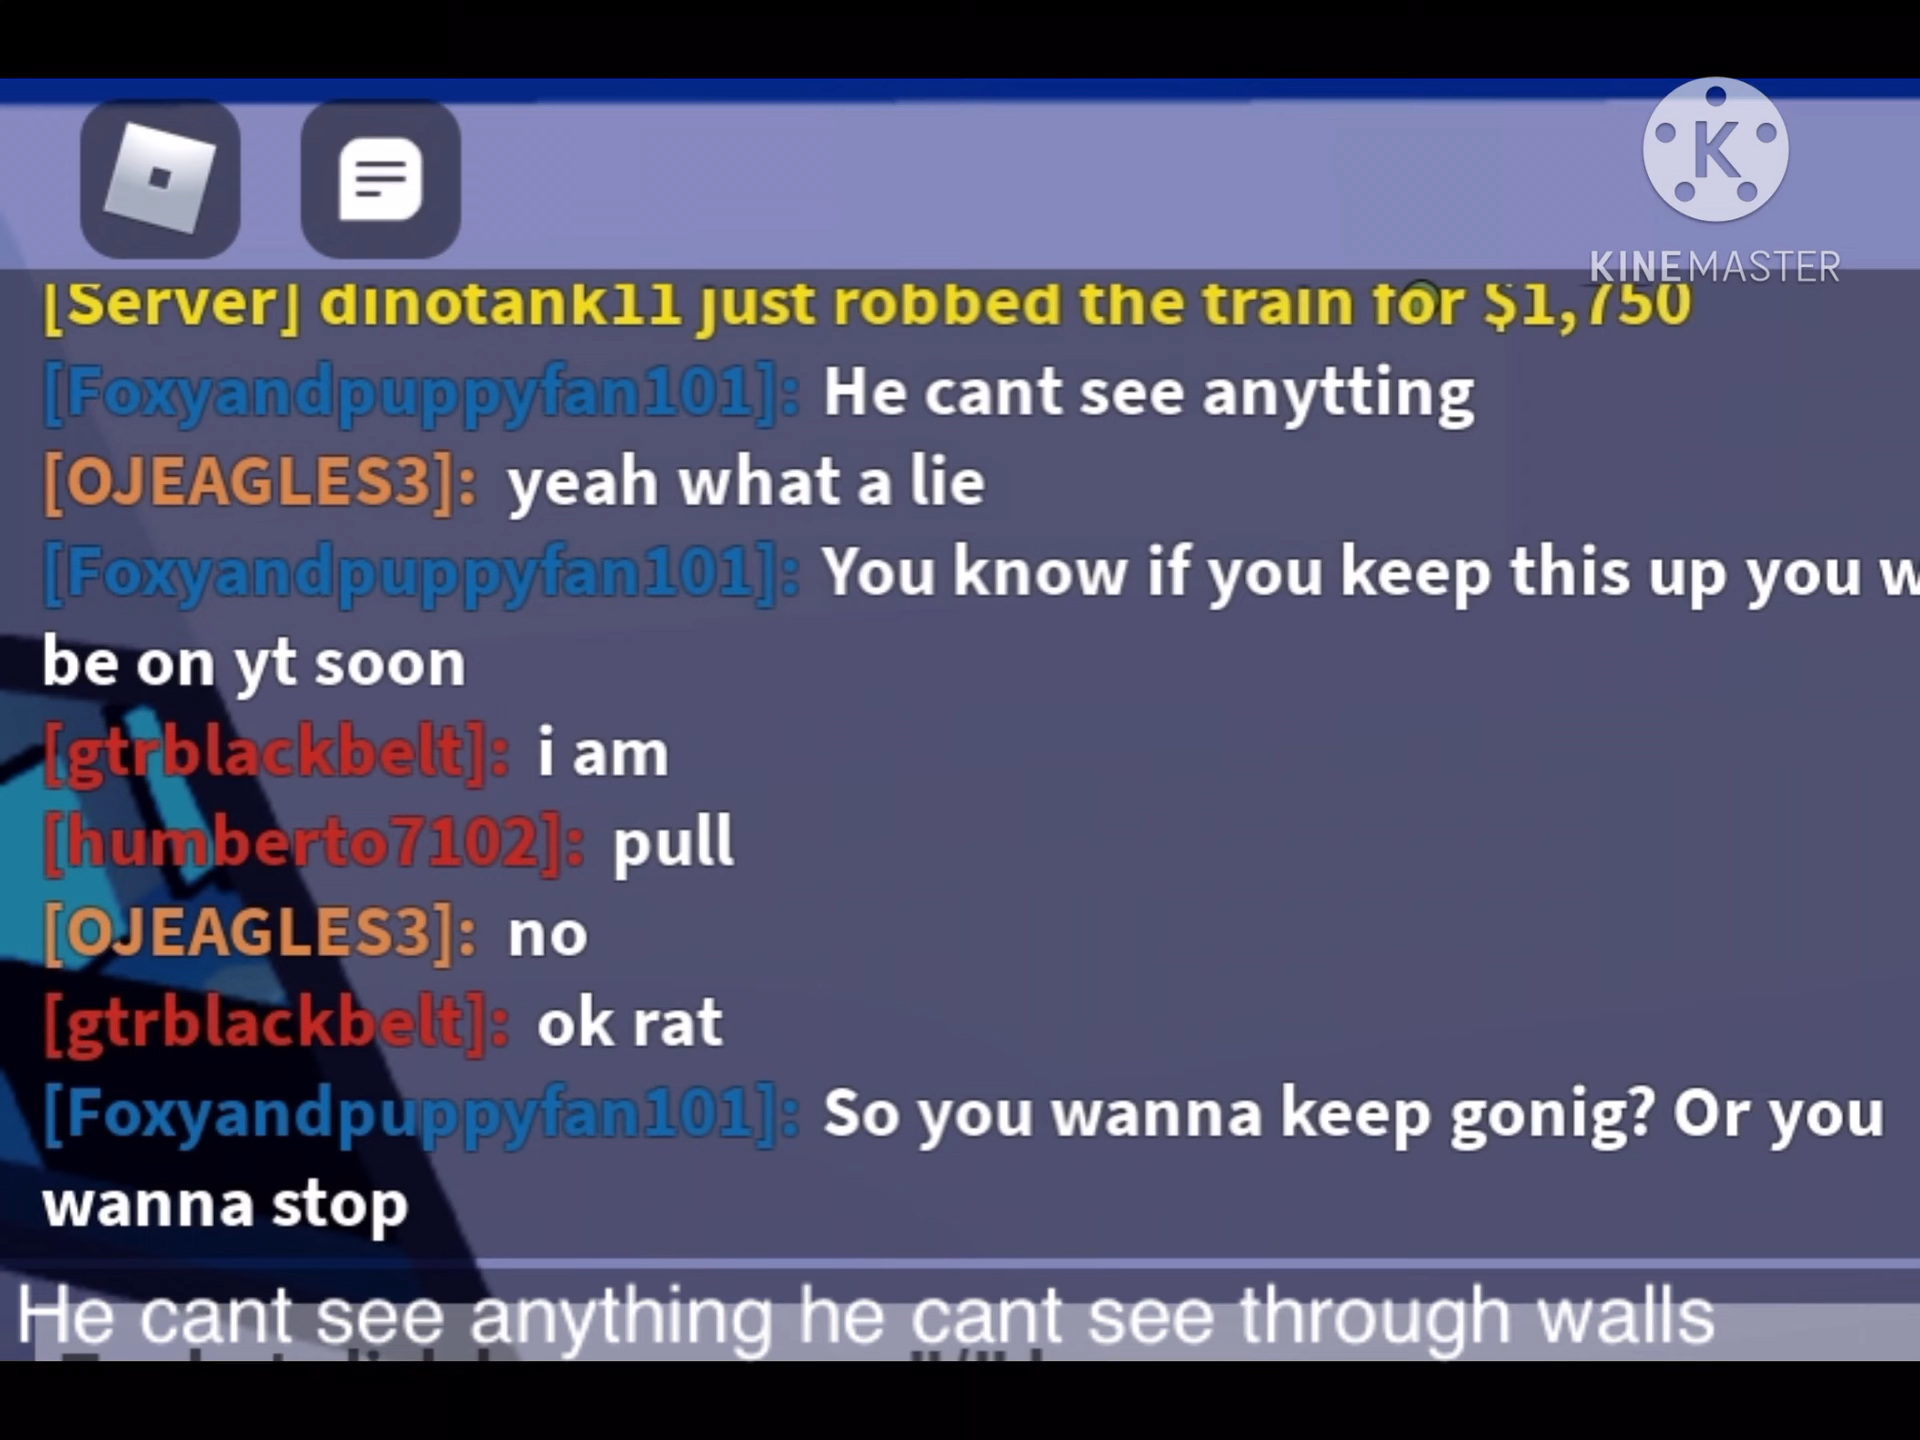 K
KINEMASTER
[Server] dinotank11 just robbed the train for $1,750
[Foxyandpuppyfan101]: He cant see anytting
[OJEAGLES3]: yeah what a lie
[Foxyandpuppyfan101]: You know if you keep this up you w
be on yt soon
[gtrblackbelt]: i am
[humberto7102]: pull
[OJEAGLES3]: no
[gtrblackbelt]: ok rat
[Foxyandpuppyfan101]: So you wanna keep gonig? Or you
wanna stop
He cant see anything he cant see through walls